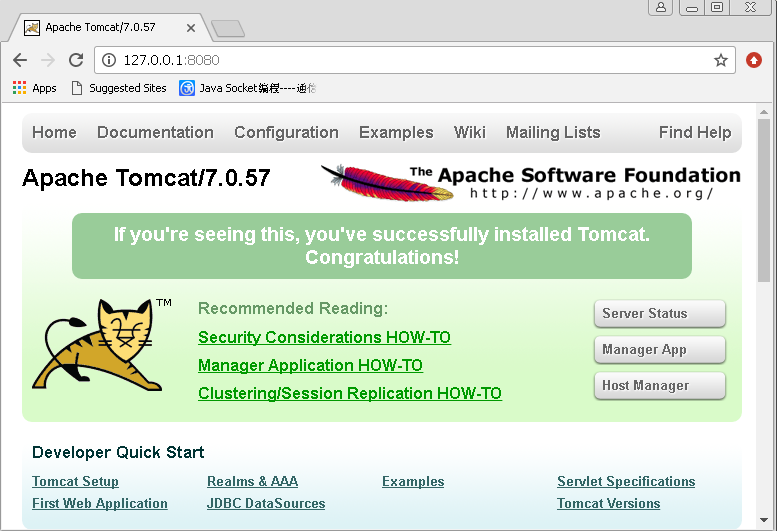 Apache Tomcat/7.0.57
127.0.0.1:8080
Apps Suggested Sites Java Socket编程----通信
Home Documentation Configuration Examples Wiki Mailing Lists Find Help
Apache Tomcat/7.0.57
The Apache Software Foundation
http://www.apache.org/
If you're seeing this, you've successfully installed Tomcat.
Congratulations!
TM
Recommended Reading:
Security Considerations HOW-TO
Manager Application HOW-TO
Clustering/Session Replication HOW-TO
Server Status
Manager App
Host Manager
Developer Quick Start
Tomcat Setup Realms & AAA Examples Servlet Specifications
First Web Application JDBC DataSources Tomcat Versions